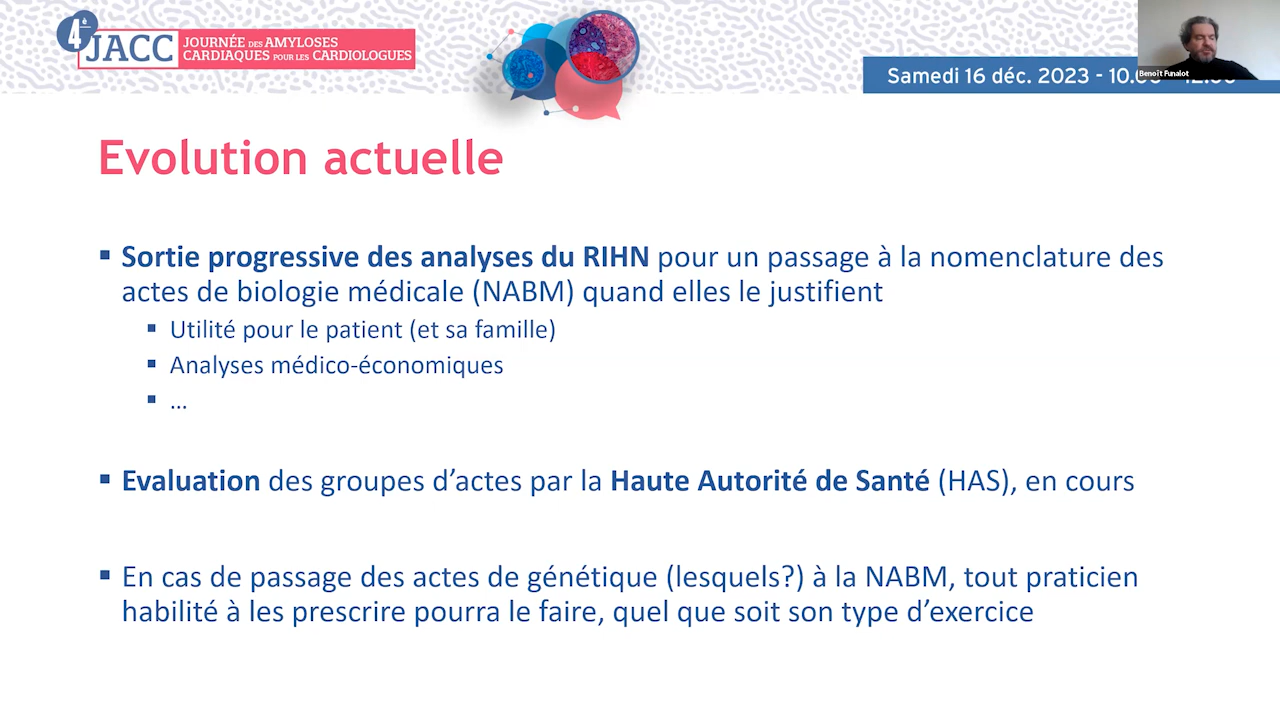 4è
JACC
JOURNÉE DES AMYLOSES
CARDIAQUES POUR LES CARDIOLOGUES
Samedi 16 déc. 2023 - 10.00
Benoît Funalot
Evolution actuelle
▪ Sortie progressive des analyses du RIHN pour un passage à la nomenclature des
actes de biologie médicale (NABM) quand elles le justifient
▪ Utilité pour le patient (et sa famille)
▪ Analyses médico-économiques
▪ …
▪ Evaluation des groupes d’actes par la Haute Autorité de Santé (HAS), en cours
▪ En cas de passage des actes de génétique (lesquels?) à la NABM, tout praticien
habilité à les prescrire pourra le faire, quel que soit son type d’exercice